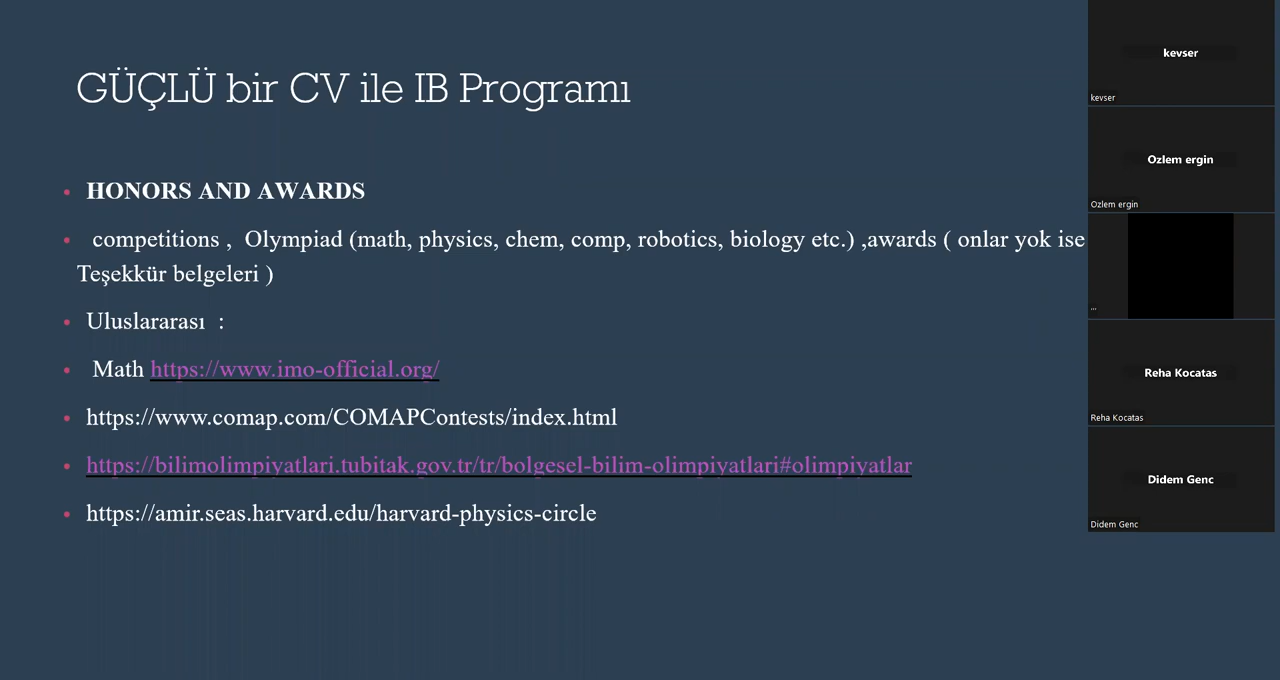 GÜÇLÜ bir CV ile IB Programı
• HONORS AND AWARDS
• competitions , Olympiad (math, physics, chem, comp, robotics, biology etc.) ,awards ( onlar yok ise
Teşekkür belgeleri )
• Uluslararası :
• Math https://www.imo-official.org/
• https://www.comap.com/COMAPContests/index.html
• https://bilimolimpiyatlari.tubitak.gov.tr/tr/bolgesel-bilim-olimpiyatlari#olimpiyatlar
• https://amir.seas.harvard.edu/harvard-physics-circle
kevser
kevser
Ozlem ergin
Ozlem ergin
...
Reha Kocatas
Reha Kocatas
Didem Genc
Didem Genc